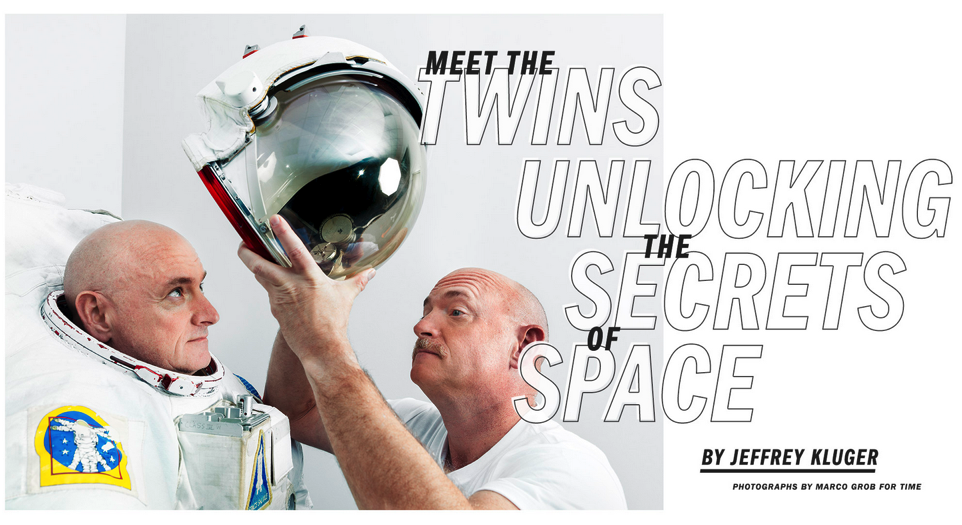 MEET THE
TWINS
UNLOCKING
THE
SECRETS
OF
SPACE
BY JEFFREY KLUGER
PHOTOGRAPHS BY MARCO GROB FOR TIME